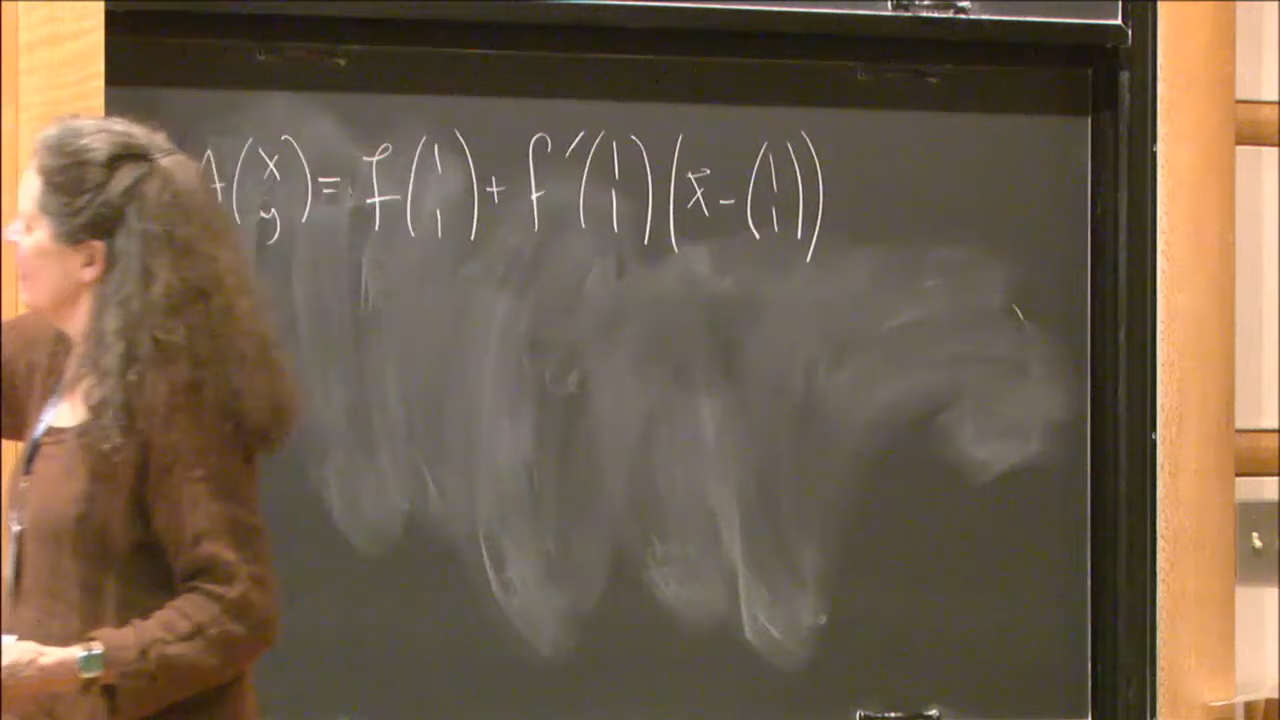 A(x y) = f(1 1) + f′(1 1)(x⃗ − (1 1))